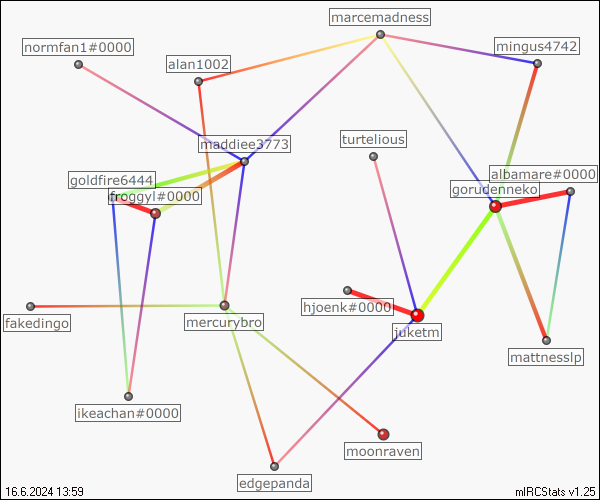 marcemadness
normfan1#0000
mingus4742
alan1002
maddiee3773
turtelious
goldfire6444
albamare#0000
froggyl#0000
gorudenneko
hjoenk#0000
fakedingo
mercurybro
juketm
mattnesslp
ikeachan#0000
moonraven
edgepanda
16.6.2024 13:59
mIRCStats v1.25